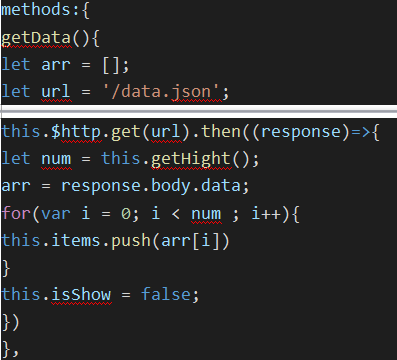 methods:{
getData(){
let arr = [];
let url = '/data.json';
this.$http.get(url).then((response)=>{
let num = this.getHight();
arr = response.body.data;
for(var i = 0; i < num ; i++){
this.items.push(arr[i])
}
this.isShow = false;
})
},